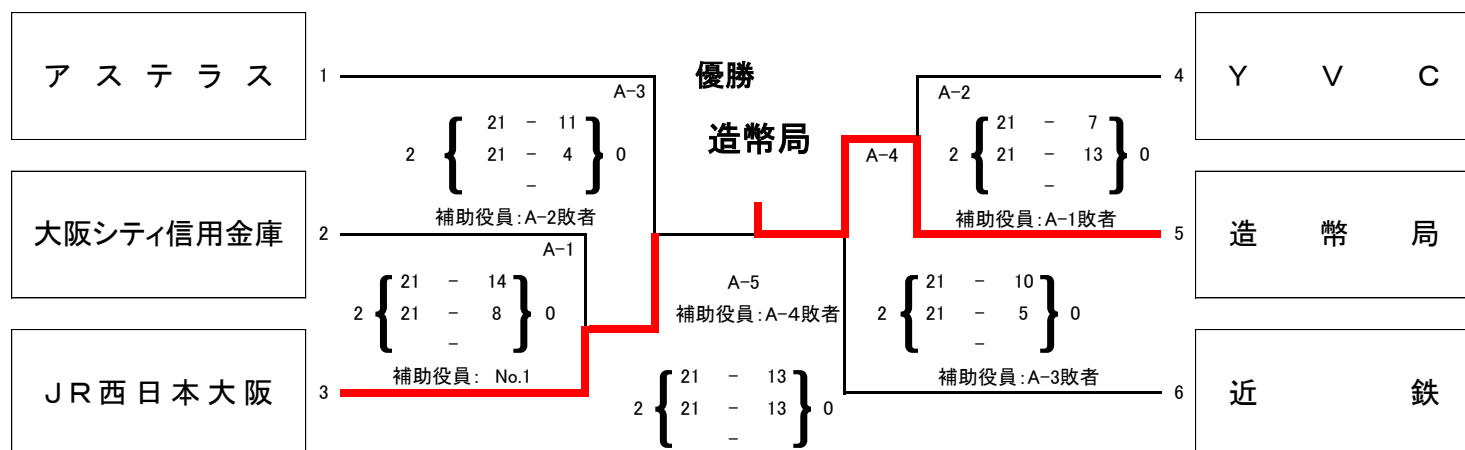 アステラス
1
A-3
21 - 11
21 - 4
-
2
0
補助役員:A-2敗者
大阪シティ信用金庫
2
A-1
21 - 14
21 - 8
-
2
0
補助役員: No.1
JR西日本大阪
3
優勝
造幣局
A-5
補助役員:A-4敗者
21 - 13
21 - 13
-
2
0
YVC
4
A-2
21 - 7
21 - 13
-
2
0
補助役員:A-1敗者
A-4
造幣局
5
21 - 10
21 - 5
-
2
0
補助役員:A-3敗者
近鉄
6